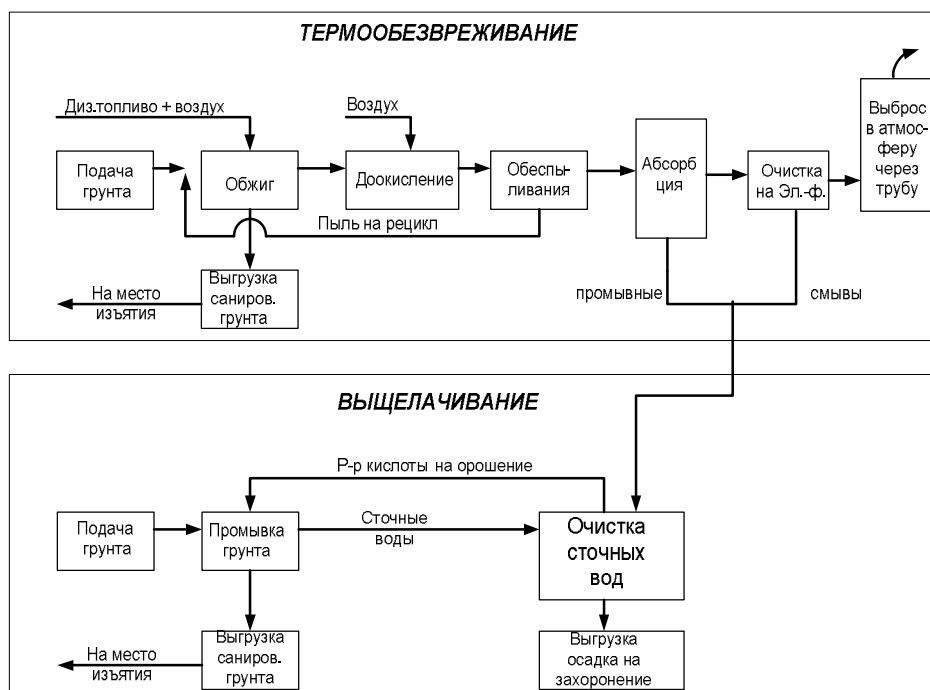 ТЕРМООБЕЗВРЕЖИВАНИЕ
Диз.топливо + воздух
Воздух
Подача
грунта
Обжиг
Доокисление
Обеспы-
ливания
Абсорб
ция
Очистка
на Эл.-ф.
Выброс
в атмос-
феру
через
трубу
Пыль на рецикл
Выгрузка
саниров.
грунта
На место
изъятия
промывные
смывы
ВЫЩЕЛАЧИВАНИЕ
Р-р кислоты на орошение
Подача
грунта
Промывка
грунта
Сточные
воды
Очистка
сточных
вод
Выгрузка
саниров.
грунта
На место
изъятия
Выгрузка
осадка на
захоронение